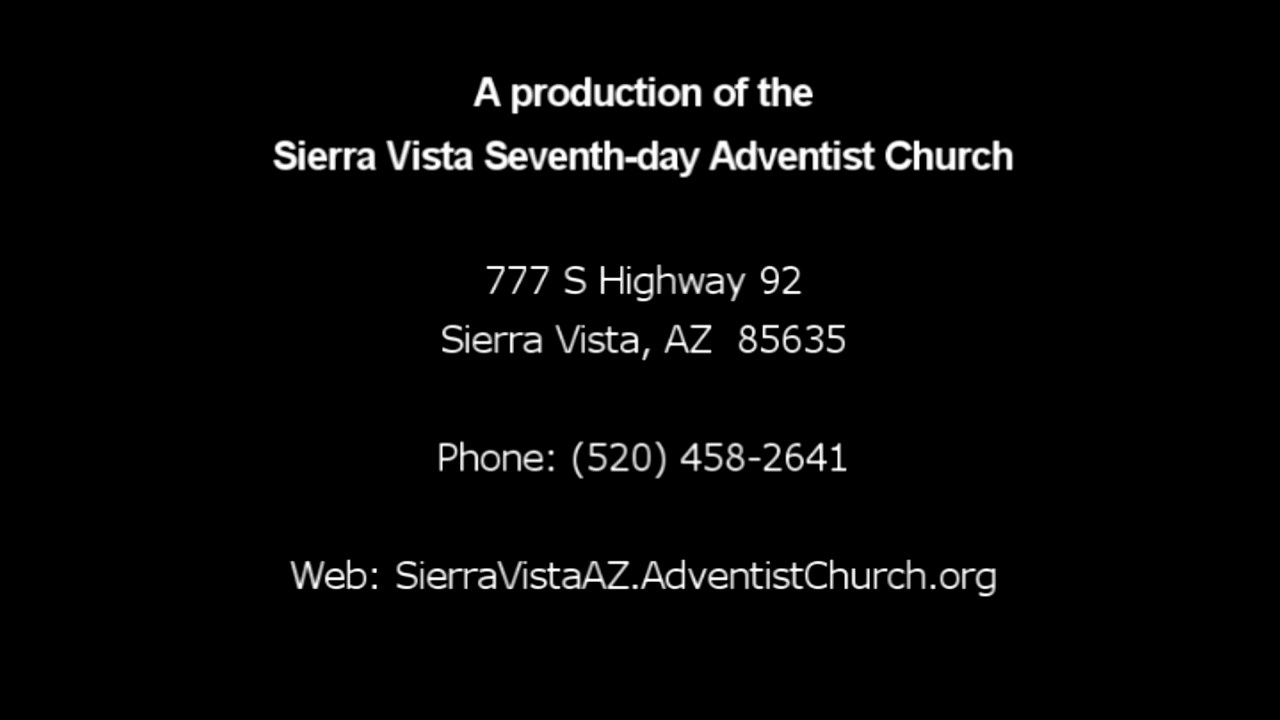 A production of the
Sierra Vista Seventh-day Adventist Church
777 S Highway 92
Sierra Vista, AZ  85635
Phone: (520) 458-2641
Web: SierraVistaAZ.AdventistChurch.org